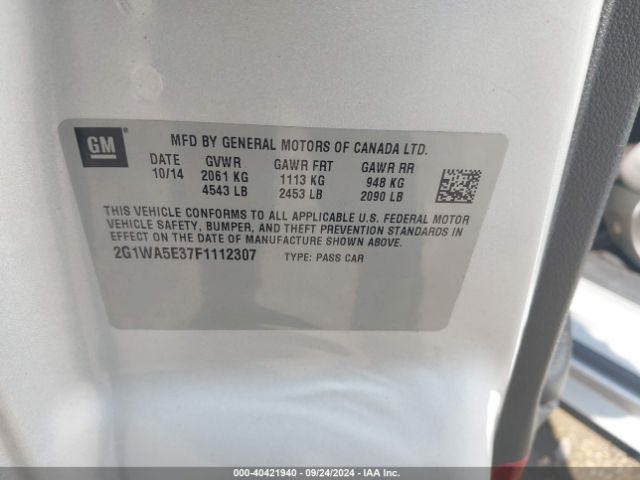 GM
MFD BY GENERAL MOTORS OF CANADA LTD.
DATE GVWR GAWR FRT GAWR RR
10/14 2061 KG 1113 KG 948 KG
4543 LB 2453 LB 2090 LB
THIS VEHICLE CONFORMS TO ALL APPLICABLE U.S. FEDERAL MOTOR
VEHICLE SAFETY, BUMPER, AND THEFT PREVENTION STANDARDS IN
EFFECT ON THE DATE OF MANUFACTURE SHOWN ABOVE.
2G1WA5E37F1112307 TYPE: PASS CAR
000-40421940 - 09/24/2024 - IAA Inc.